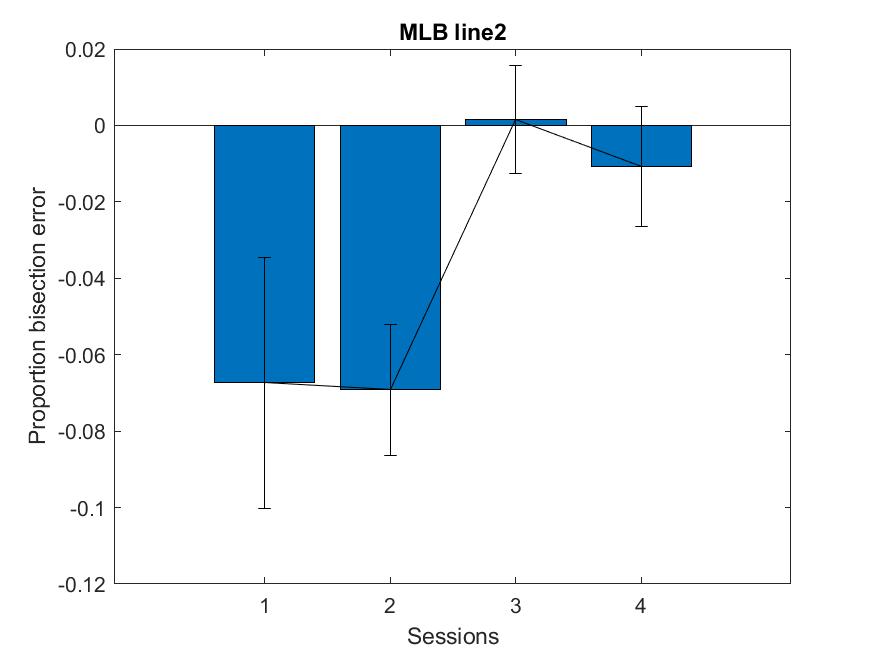 MLB line2
0.02
0
-0.02
-0.04
-0.06
-0.08
-0.1
-0.12
Proportion bisection error
1 2 3 4
Sessions